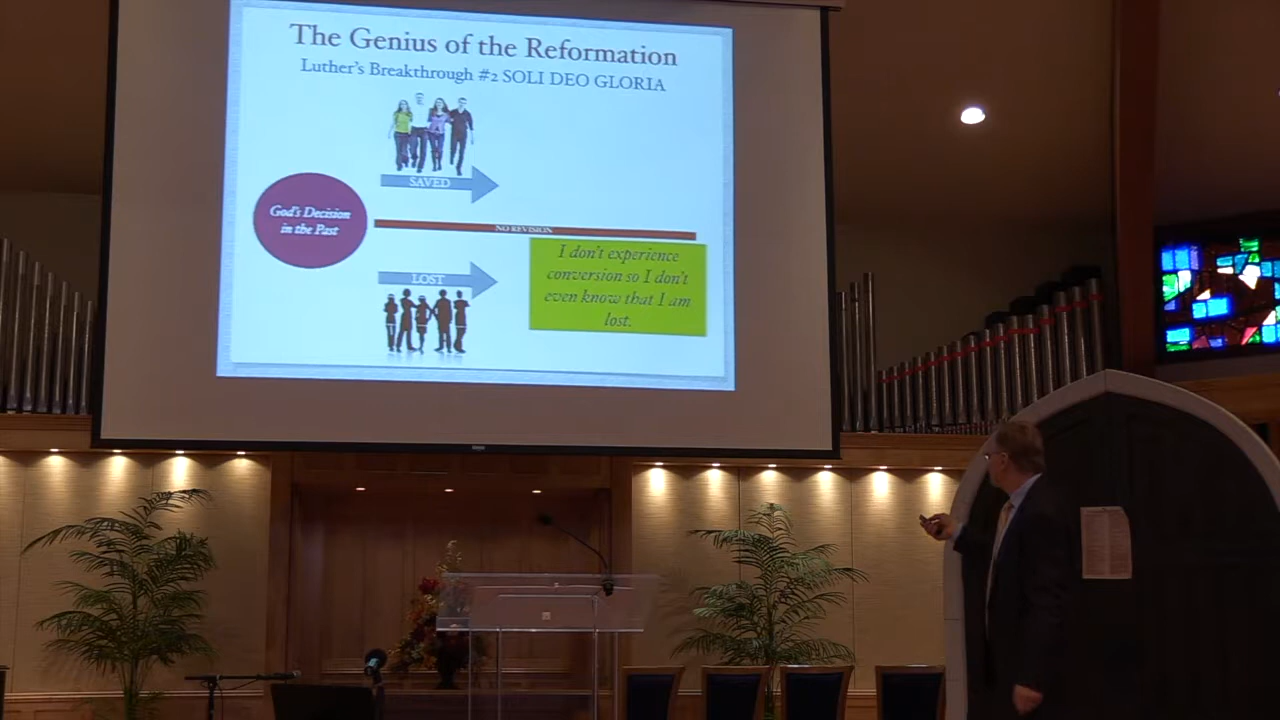 The Genius of the Reformation
Luther's Breakthrough #2 SOLI DEO GLORIA
SAVED
God's Decision
in the Past
NO REVISION
I don't experience
conversion so I don't
even know that I am
lost.
LOST